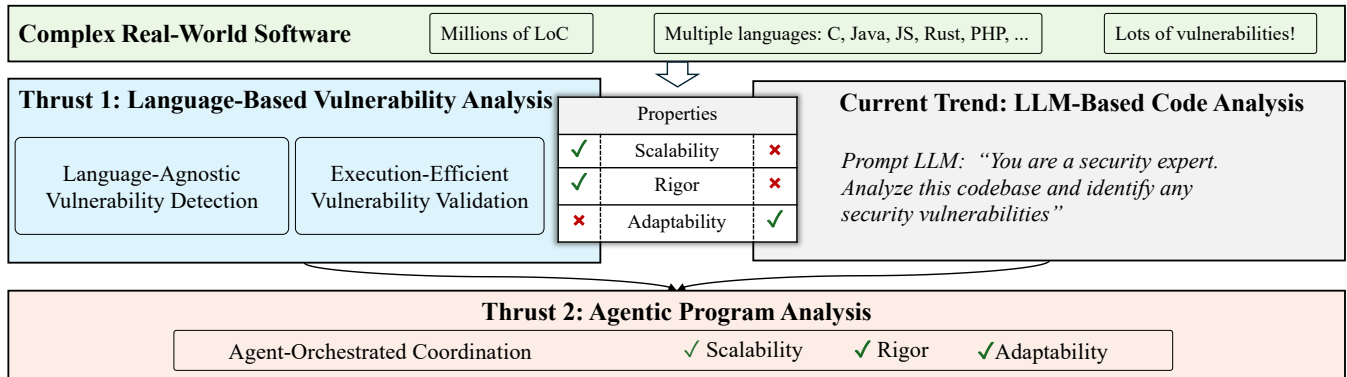 Complex Real-World Software
Millions of LoC
Multiple languages: C, Java, JS, Rust, PHP, ...
Lots of vulnerabilities!
Thrust 1: Language-Based Vulnerability Analysis
Language-Agnostic
Vulnerability Detection
Execution-Efficient
Vulnerability Validation
Properties
✓ Scalability ✗
✓ Rigor ✗
✗ Adaptability ✓
Current Trend: LLM-Based Code Analysis
Prompt LLM: “You are a security expert.
Analyze this codebase and identify any
security vulnerabilities”
Thrust 2: Agentic Program Analysis
Agent-Orchestrated Coordination ✓ Scalability ✓ Rigor ✓Adaptability